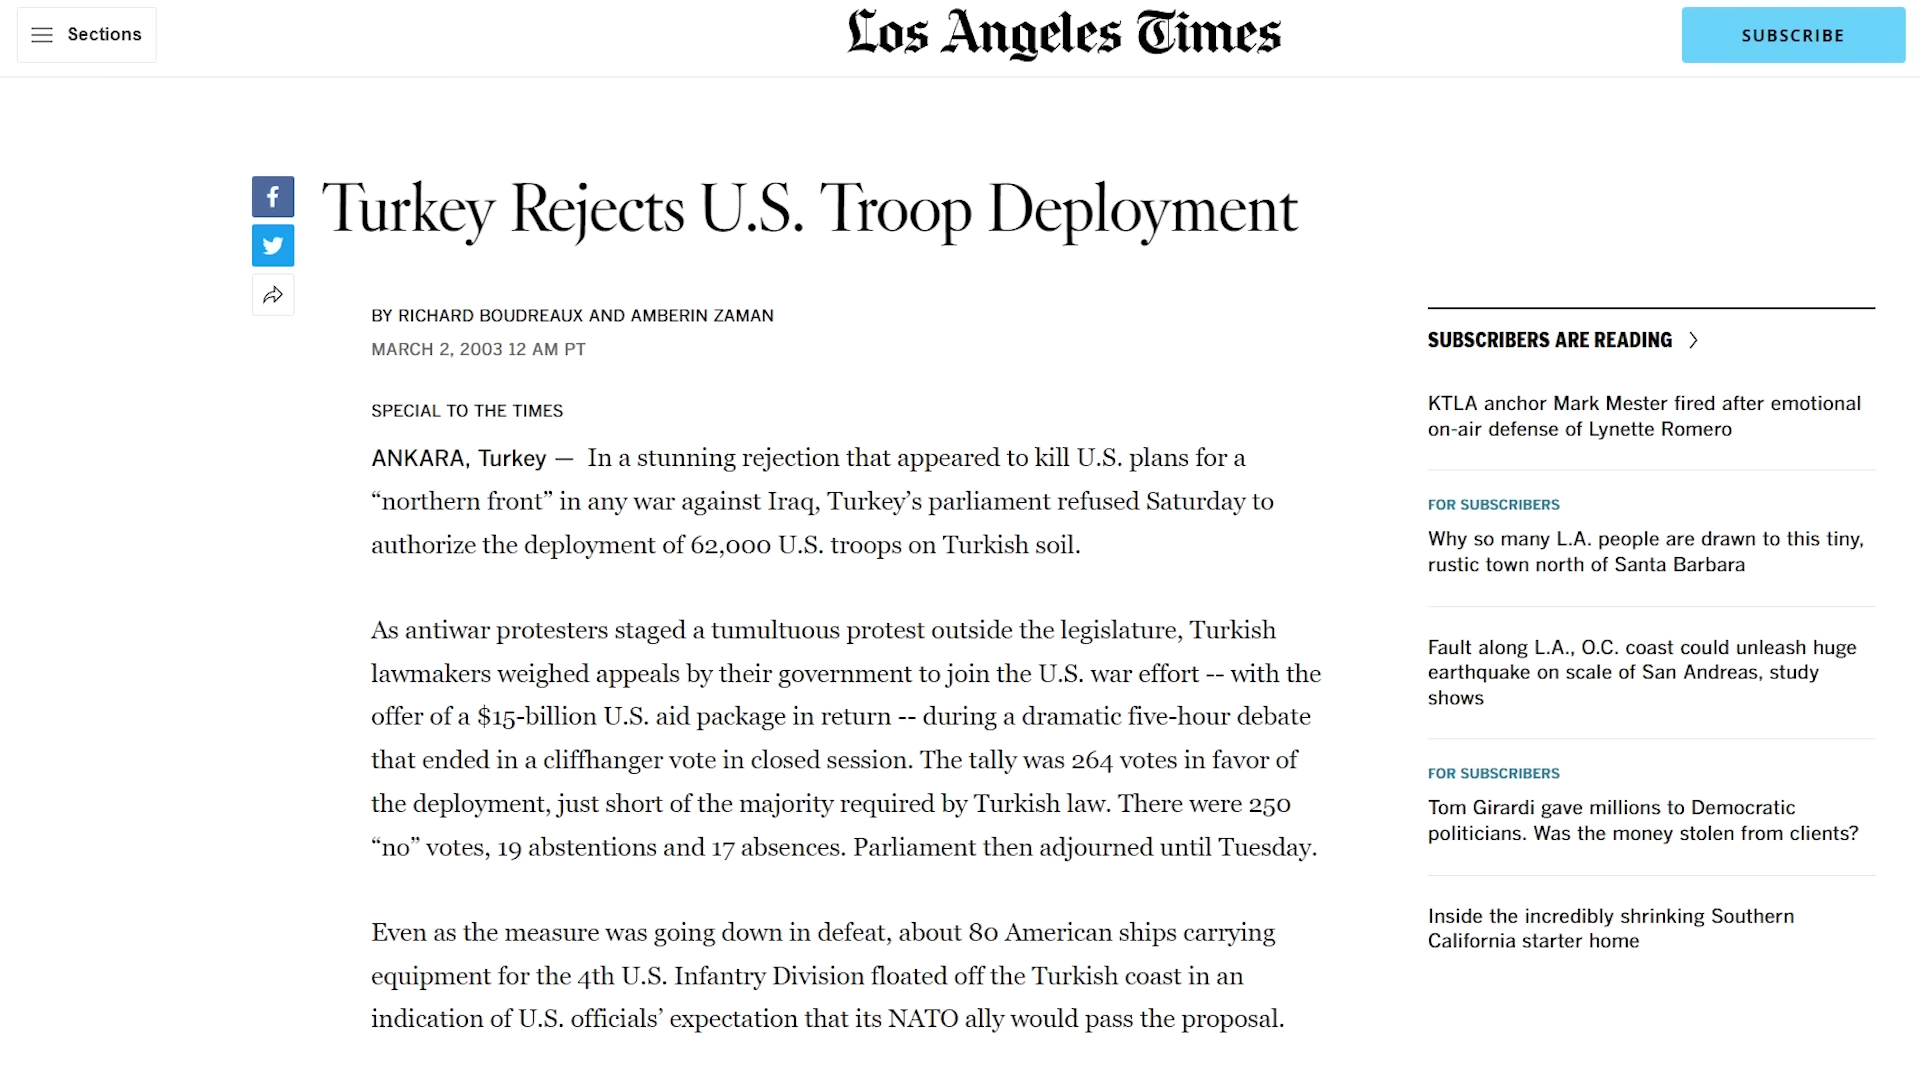 Sections
Los Angeles Times
SUBSCRIBE
Turkey Rejects U.S. Troop Deployment
BY RICHARD BOUDREAUX AND AMBERIN ZAMAN
MARCH 2, 2003 12 AM PT
SPECIAL TO THE TIMES
ANKARA, Turkey — In a stunning rejection that appeared to kill U.S. plans for a
“northern front” in any war against Iraq, Turkey’s parliament refused Saturday to
authorize the deployment of 62,000 U.S. troops on Turkish soil.
As antiwar protesters staged a tumultuous protest outside the legislature, Turkish
lawmakers weighed appeals by their government to join the U.S. war effort -- with the
offer of a $15-billion U.S. aid package in return -- during a dramatic five-hour debate
that ended in a cliffhanger vote in closed session. The tally was 264 votes in favor of
the deployment, just short of the majority required by Turkish law. There were 250
“no” votes, 19 abstentions and 17 absences. Parliament then adjourned until Tuesday.
Even as the measure was going down in defeat, about 80 American ships carrying
equipment for the 4th U.S. Infantry Division floated off the Turkish coast in an
indication of U.S. officials’ expectation that its NATO ally would pass the proposal.
SUBSCRIBERS ARE READING
KTLA anchor Mark Mester fired after emotional
on-air defense of Lynette Romero
FOR SUBSCRIBERS
Why so many L.A. people are drawn to this tiny,
rustic town north of Santa Barbara
Fault along L.A., O.C. coast could unleash huge
earthquake on scale of San Andreas, study
shows
FOR SUBSCRIBERS
Tom Girardi gave millions to Democratic
politicians. Was the money stolen from clients?
Inside the incredibly shrinking Southern
California starter home